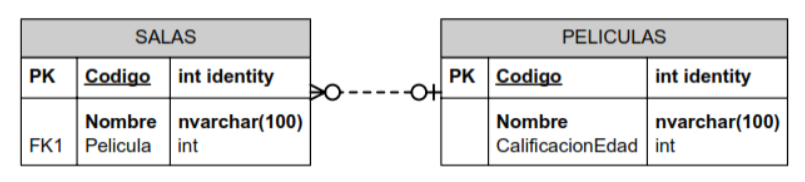 SALAS
PK Codigo int identity
Nombre nvarchar(100)
FK1 Pelicula int
PELICULAS
PK Codigo int identity
Nombre nvarchar(100)
CalificacionEdad int